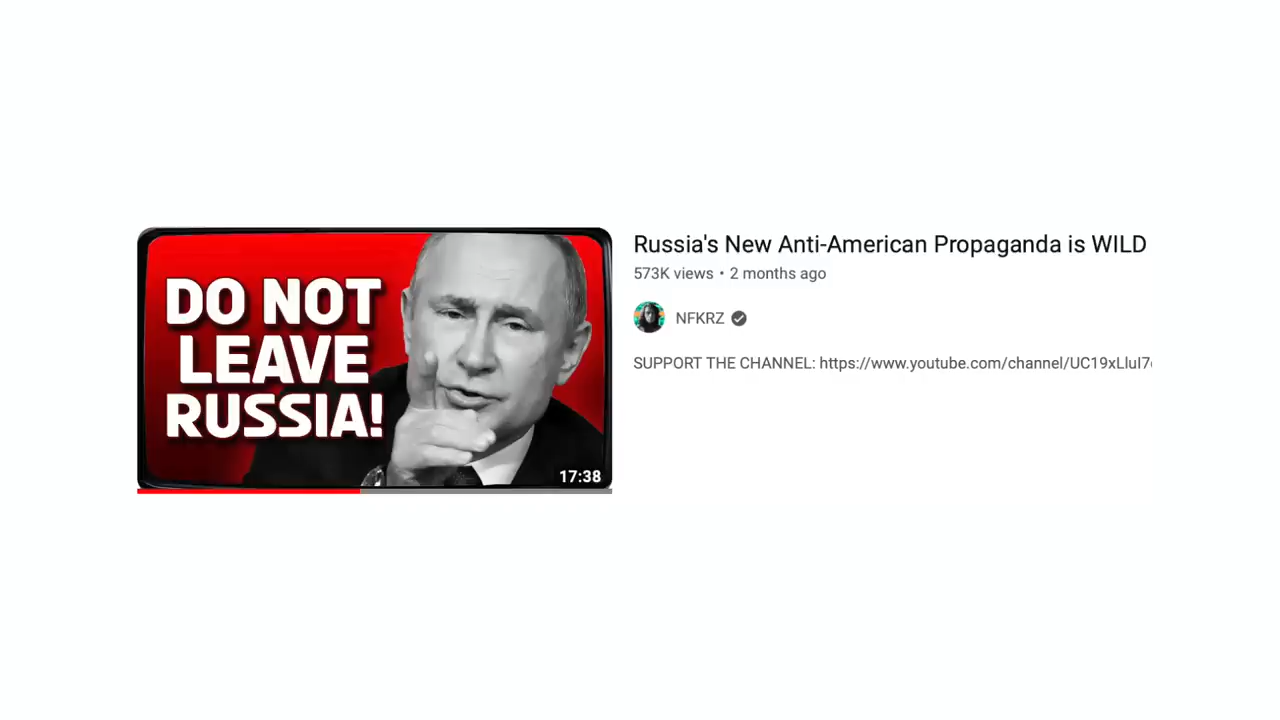 DO NOT
LEAVE
RUSSIA!
17:38
Russia's New Anti-American Propaganda is WILD
573K views • 2 months ago
NFKRZ
SUPPORT THE CHANNEL: https://www.youtube.com/channel/UC19xLluI7